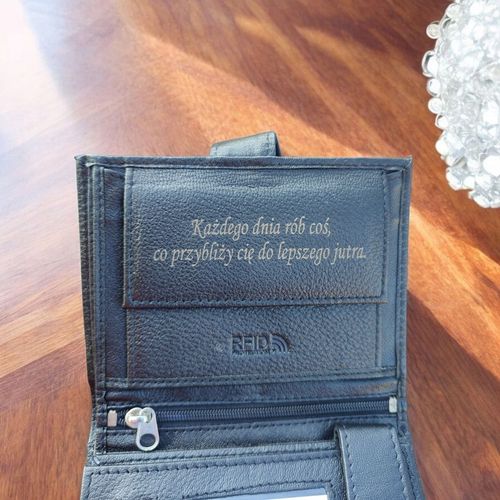 Każdego dnia rób coś,
co przybliży cię do lepszego jutra.
RFID